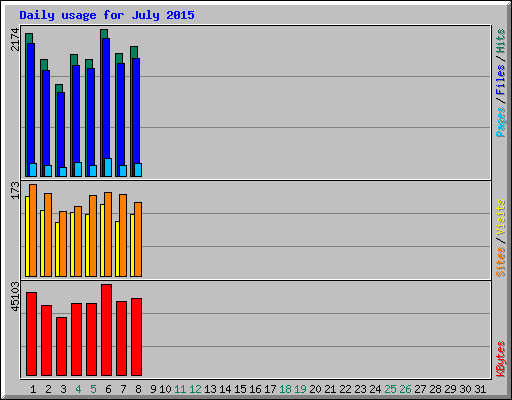 Daily usage for July 2015
2174
173
45103
Pages / Files / Hits
Sites / Visits
KBytes
1 2 3 4 5 6 7 8 9 10 11 12 13 14 15 16 17 18 19 20 21 22 23 24 25 26 27 28 29 30 31